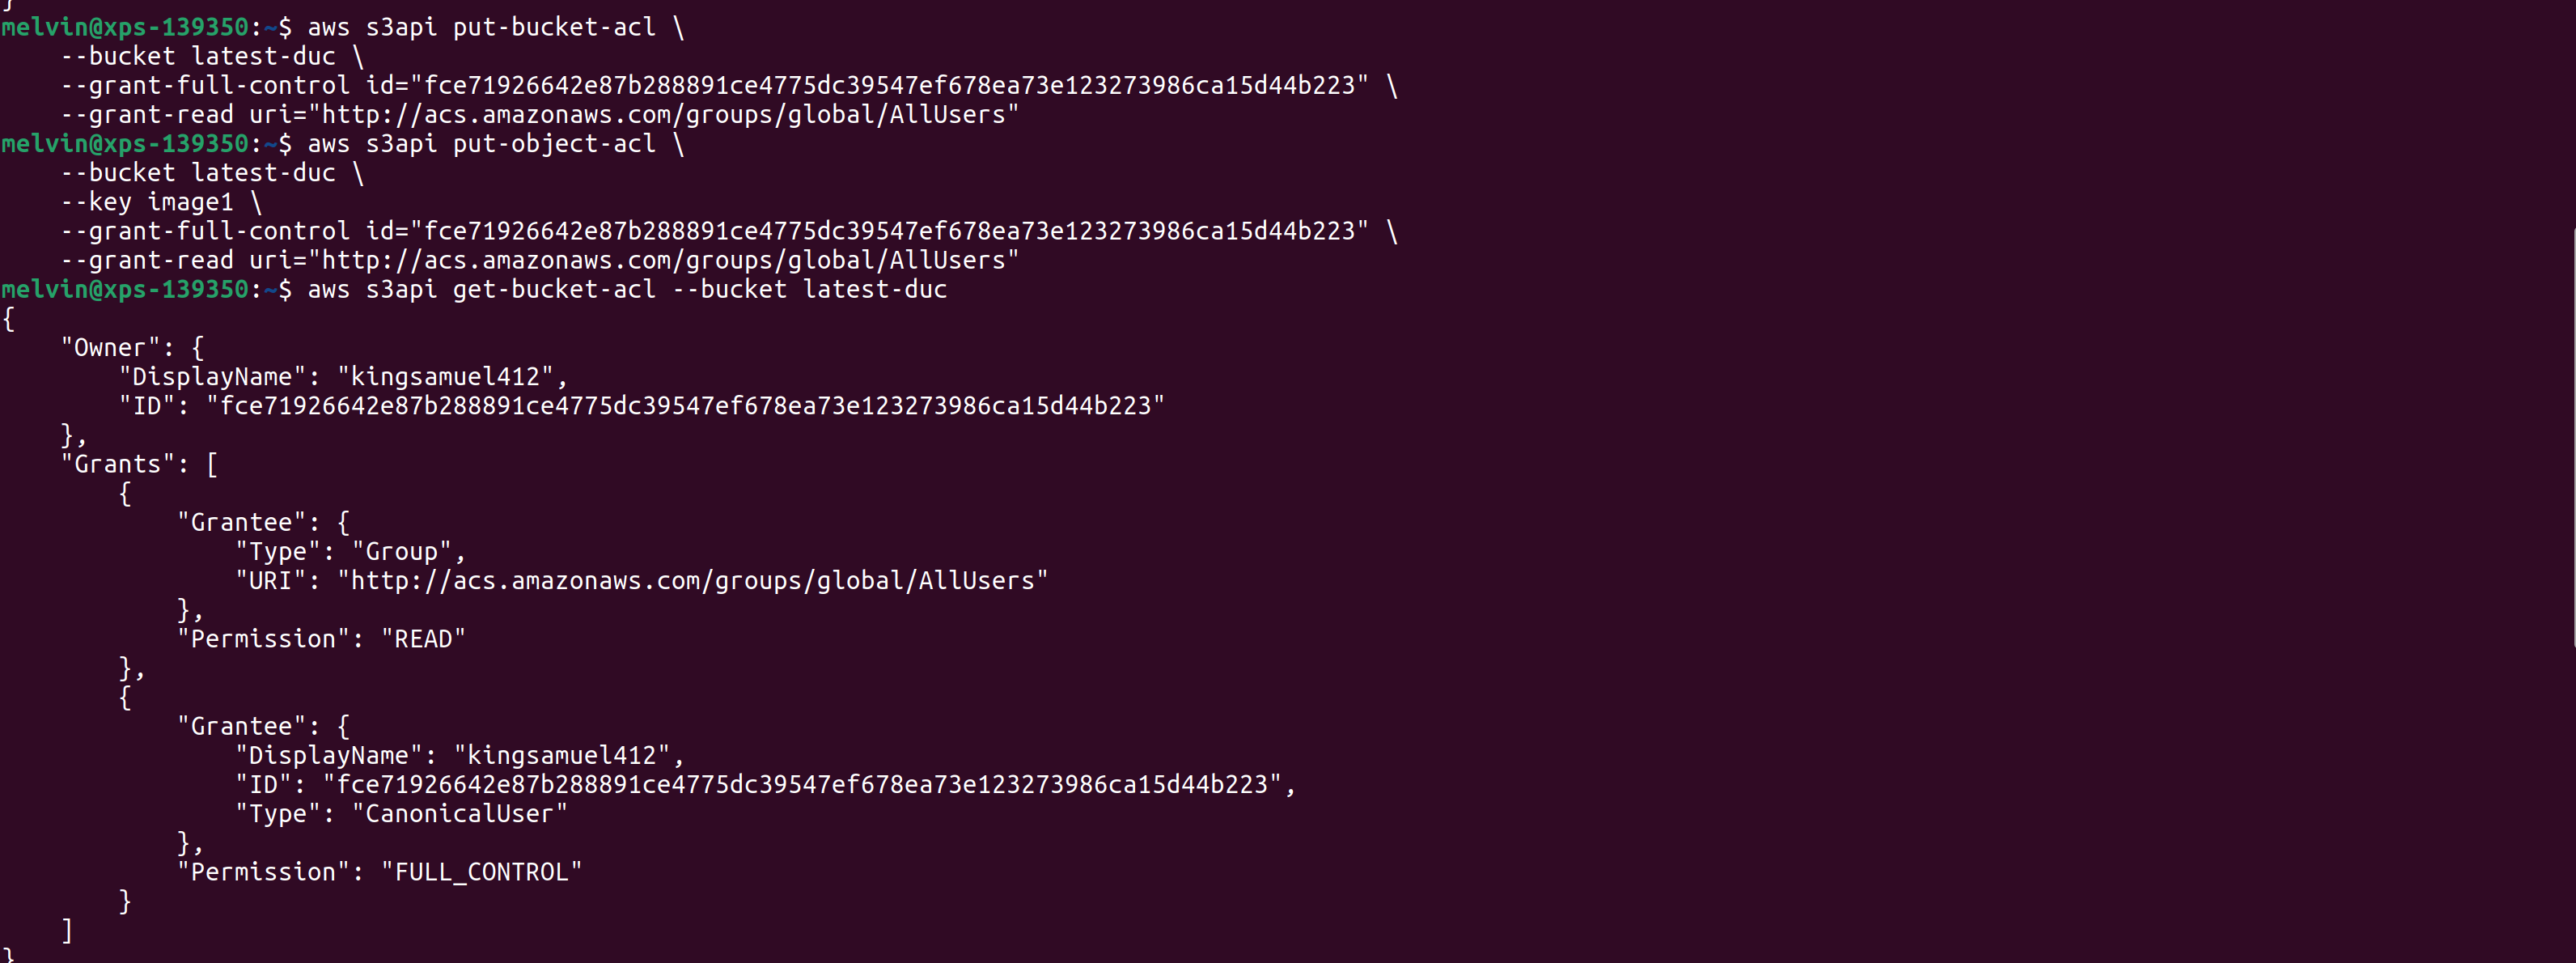 }
melvin@xps-139350:~$ aws s3api put-bucket-acl \
    --bucket latest-duc \
    --grant-full-control id="fce71926642e87b288891ce4775dc39547ef678ea73e123273986ca15d44b223" \
    --grant-read uri="http://acs.amazonaws.com/groups/global/AllUsers"
melvin@xps-139350:~$ aws s3api put-object-acl \
    --bucket latest-duc \
    --key image1 \
    --grant-full-control id="fce71926642e87b288891ce4775dc39547ef678ea73e123273986ca15d44b223" \
    --grant-read uri="http://acs.amazonaws.com/groups/global/AllUsers"
melvin@xps-139350:~$ aws s3api get-bucket-acl --bucket latest-duc
{
    "Owner": {
        "DisplayName": "kingsamuel412",
        "ID": "fce71926642e87b288891ce4775dc39547ef678ea73e123273986ca15d44b223"
    },
    "Grants": [
        {
            "Grantee": {
                "Type": "Group",
                "URI": "http://acs.amazonaws.com/groups/global/AllUsers"
            },
            "Permission": "READ"
        },
        {
            "Grantee": {
                "DisplayName": "kingsamuel412",
                "ID": "fce71926642e87b288891ce4775dc39547ef678ea73e123273986ca15d44b223",
                "Type": "CanonicalUser"
            },
            "Permission": "FULL_CONTROL"
        }
    ]
}